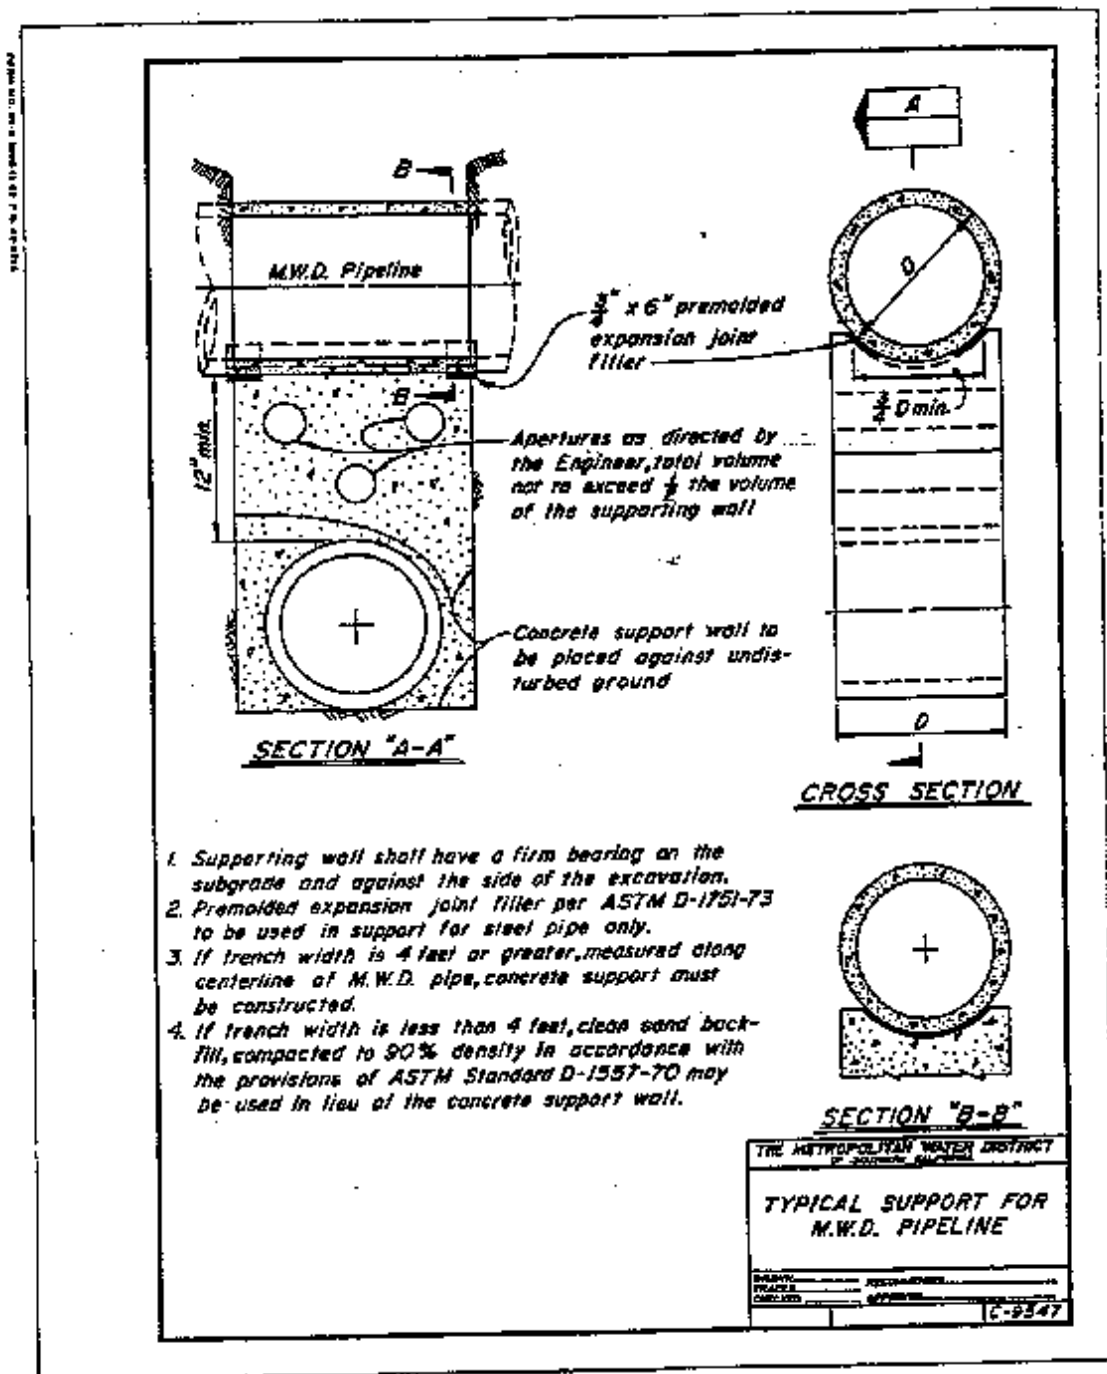 A
B
M.W.D. Pipeline
D
" x 6" premolded
expansion joint
filler
B
12" min.
D min.
Apertures as directed by
the Engineer, total volume
not to exceed the volume
of the supporting wall
Concrete support wall to
be placed against undis-
turbed ground
SECTION "A-A"
D
CROSS SECTION
1. Supporting wall shall have a firm bearing on the
subgrade and against the side of the excavation.
2. Premolded expansion joint filler per ASTM D-1751-73
to be used in support for steel pipe only.
3. If trench width is 4 feet or greater, measured along
centerline of M.W.D. pipe, concrete support must
be constructed.
4. If trench width is less than 4 feet, clean sand back-
fill, compacted to 90% density in accordance with
the provisions of ASTM Standard D-1557-70 may
be used in lieu of the concrete support wall.
SECTION "B-B"
THE METROPOLITAN WATER DISTRICT
OF SOUTHERN CALIFORNIA
TYPICAL SUPPORT FOR
M.W.D. PIPELINE
C-9547